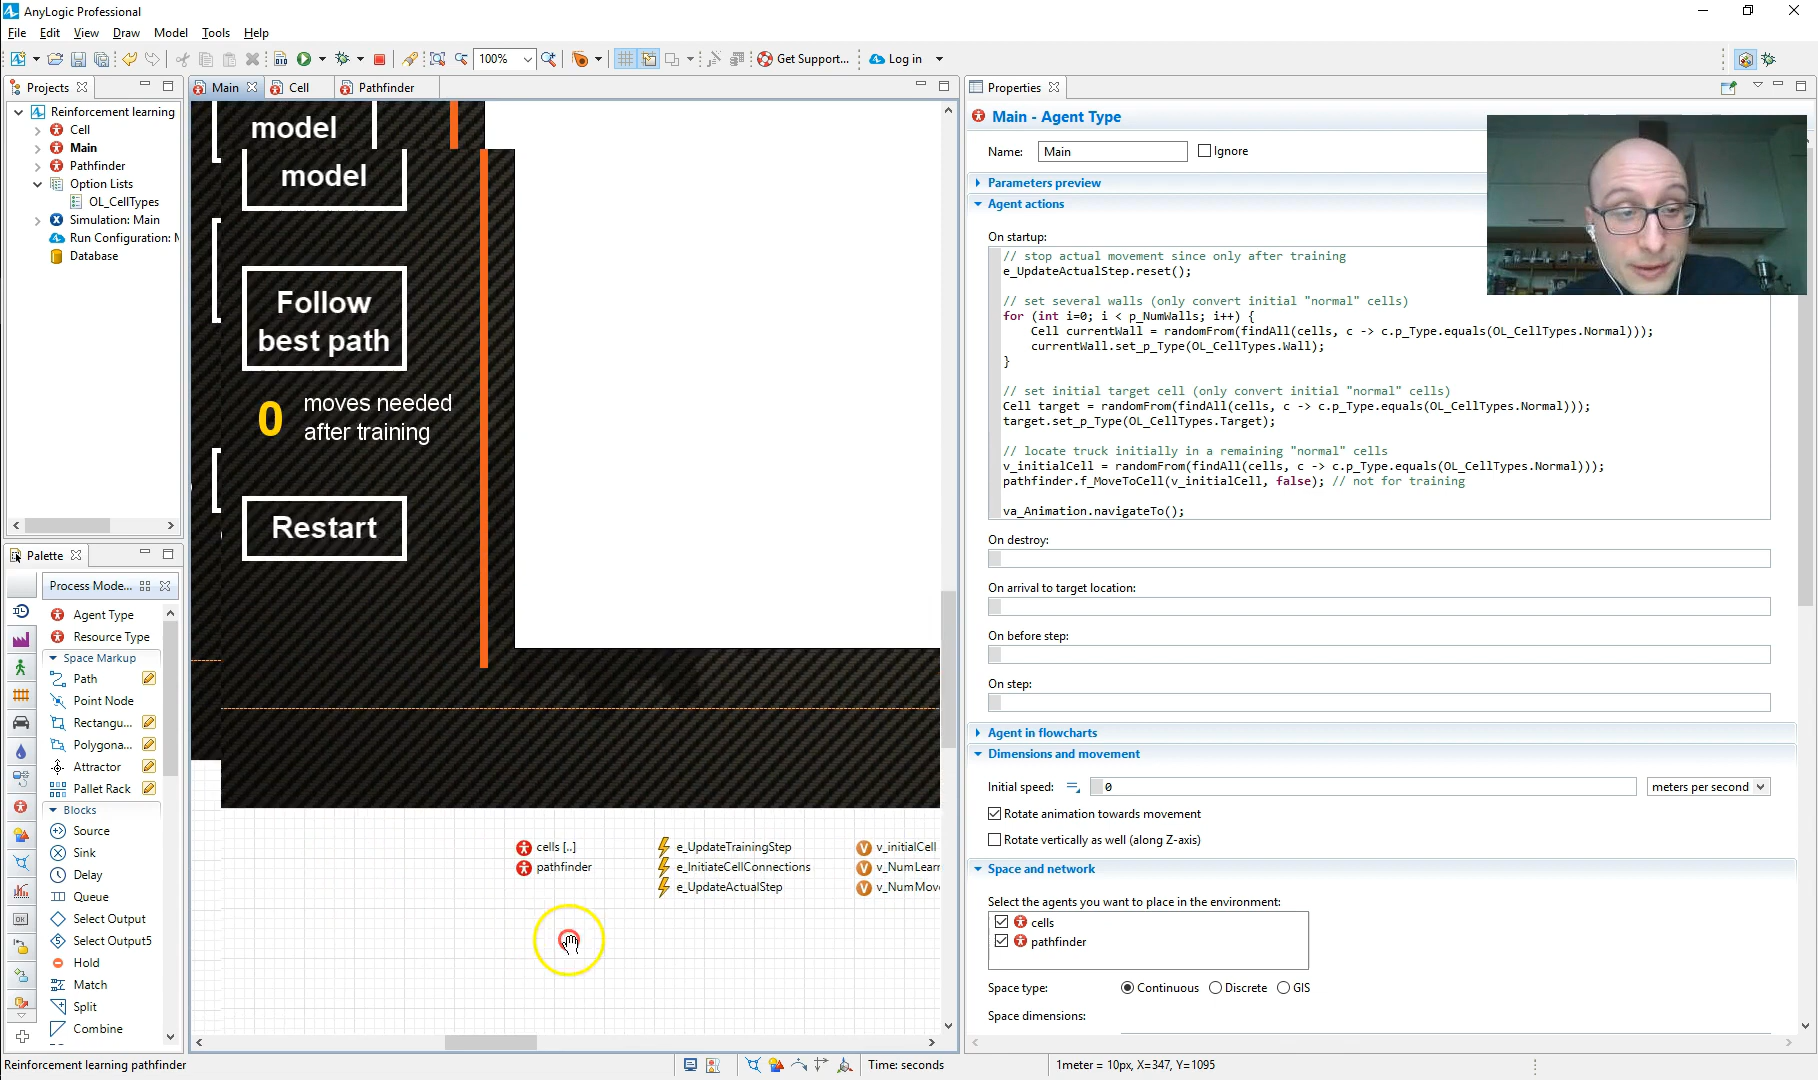 AnyLogic Professional
File Edit View Draw Model Tools Help
100% Get Support... Log in
Projects
Reinforcement learning
Cell
Main
Pathfinder
Option Lists
OL_CellTypes
Simulation: Main
Run Configuration: M
Database
Palette
Process Mode...
Agent Type
Resource Type
Space Markup
Path
Point Node
Rectangu...
Polygona...
Attractor
Pallet Rack
Blocks
Source
Sink
Delay
Queue
Select Output
Select Output5
Hold
Match
Split
Combine
Main Cell Pathfinder
model
model
Follow
best path
0 moves needed
after training
Restart
cells [..]
pathfinder
e_UpdateTrainingStep
e_InitiateCellConnections
e_UpdateActualStep
v_initialCell
v_NumLearn
v_NumMov
Properties
Main - Agent Type
Name: Main Ignore
Parameters preview
Agent actions
On startup:
// stop actual movement since only after training
e_UpdateActualStep.reset();
// set several walls (only convert initial "normal" cells)
for (int i=0; i < p_NumWalls; i++) {
Cell currentWall = randomFrom(findAll(cells, c -> c.p_Type.equals(OL_CellTypes.Normal)));
currentWall.set_p_Type(OL_CellTypes.Wall);
}
// set initial target cell (only convert initial "normal" cells)
Cell target = randomFrom(findAll(cells, c -> c.p_Type.equals(OL_CellTypes.Normal)));
target.set_p_Type(OL_CellTypes.Target);
// locate truck initially in a remaining "normal" cells
v_initialCell = randomFrom(findAll(cells, c -> c.p_Type.equals(OL_CellTypes.Normal)));
pathfinder.f_MoveToCell(v_initialCell, false); // not for training
va_Animation.navigateTo();
On destroy:
On arrival to target location:
On before step:
On step:
Agent in flowcharts
Dimensions and movement
Initial speed: 0 meters per second
Rotate animation towards movement
Rotate vertically as well (along Z-axis)
Space and network
Select the agents you want to place in the environment:
cells
pathfinder
Space type: Continuous Discrete GIS
Space dimensions:
Reinforcement learning pathfinder
Time: seconds
1meter = 10px, X=347, Y=1095